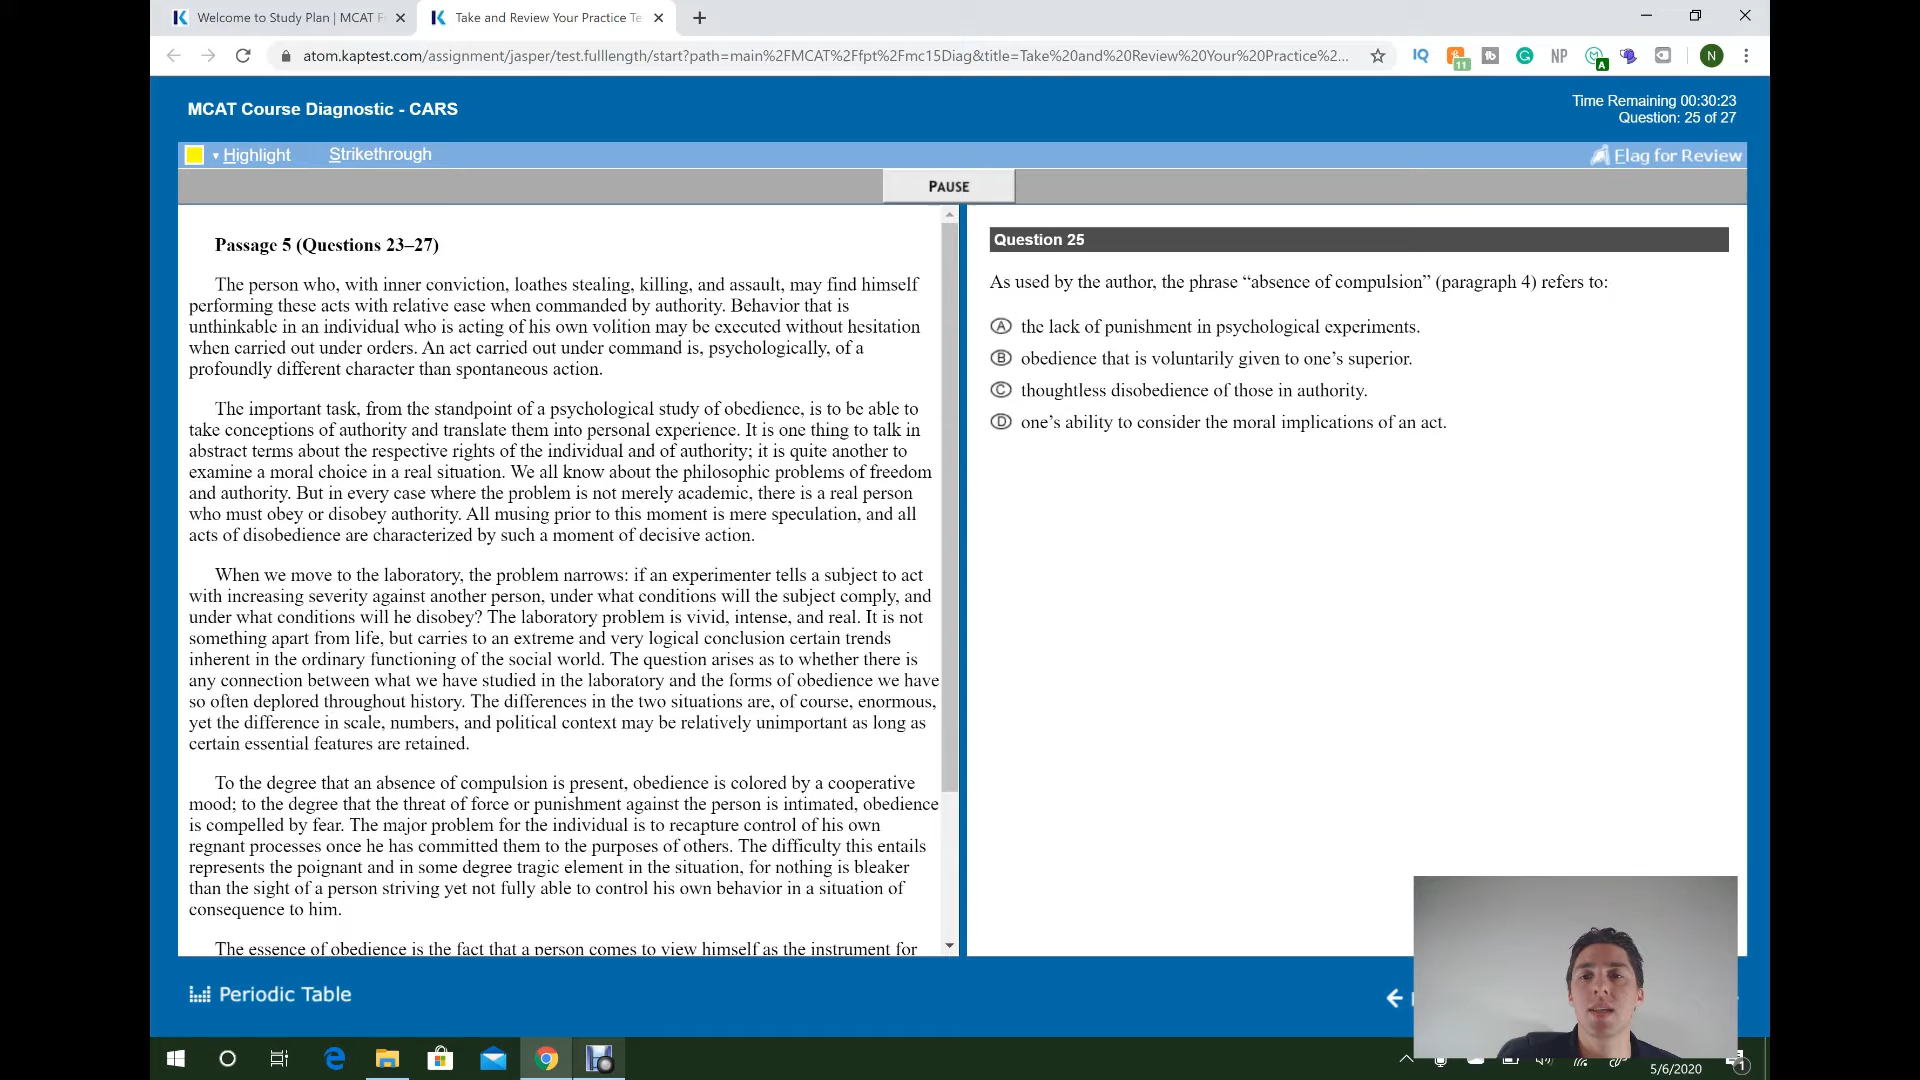 Welcome to Study Plan | MCAT
Take and Review Your Practice Te
atom.kaptest.com/assignment/jasper/test.fulllength/start?path=main%2FMCAT%2Ffpt%2Fmc15Diag&title=Take%20and%20Review%20Your%20Practice%2...
IQ
11
tb
NP
A
N
MCAT Course Diagnostic - CARS
Time Remaining 00:30:23
Question: 25 of 27
Highlight
Strikethrough
Flag for Review
PAUSE
Passage 5 (Questions 23–27)
The person who, with inner conviction, loathes stealing, killing, and assault, may find himself
performing these acts with relative ease when commanded by authority. Behavior that is
unthinkable in an individual who is acting of his own volition may be executed without hesitation
when carried out under orders. An act carried out under command is, psychologically, of a
profoundly different character than spontaneous action.
The important task, from the standpoint of a psychological study of obedience, is to be able to
take conceptions of authority and translate them into personal experience. It is one thing to talk in
abstract terms about the respective rights of the individual and of authority; it is quite another to
examine a moral choice in a real situation. We all know about the philosophic problems of freedom
and authority. But in every case where the problem is not merely academic, there is a real person
who must obey or disobey authority. All musing prior to this moment is mere speculation, and all
acts of disobedience are characterized by such a moment of decisive action.
When we move to the laboratory, the problem narrows: if an experimenter tells a subject to act
with increasing severity against another person, under what conditions will the subject comply, and
under what conditions will he disobey? The laboratory problem is vivid, intense, and real. It is not
something apart from life, but carries to an extreme and very logical conclusion certain trends
inherent in the ordinary functioning of the social world. The question arises as to whether there is
any connection between what we have studied in the laboratory and the forms of obedience we have
so often deplored throughout history. The differences in the two situations are, of course, enormous,
yet the difference in scale, numbers, and political context may be relatively unimportant as long as
certain essential features are retained.
To the degree that an absence of compulsion is present, obedience is colored by a cooperative
mood; to the degree that the threat of force or punishment against the person is intimated, obedience
is compelled by fear. The major problem for the individual is to recapture control of his own
regnant processes once he has committed them to the purposes of others. The difficulty this entails
represents the poignant and in some degree tragic element in the situation, for nothing is bleaker
than the sight of a person striving yet not fully able to control his own behavior in a situation of
consequence to him.
The essence of obedience is the fact that a person comes to view himself as the instrument for
Question 25
As used by the author, the phrase “absence of compulsion” (paragraph 4) refers to:
A the lack of punishment in psychological experiments.
B obedience that is voluntarily given to one’s superior.
C thoughtless disobedience of those in authority.
D one’s ability to consider the moral implications of an act.
Periodic Table
5/6/2020
1